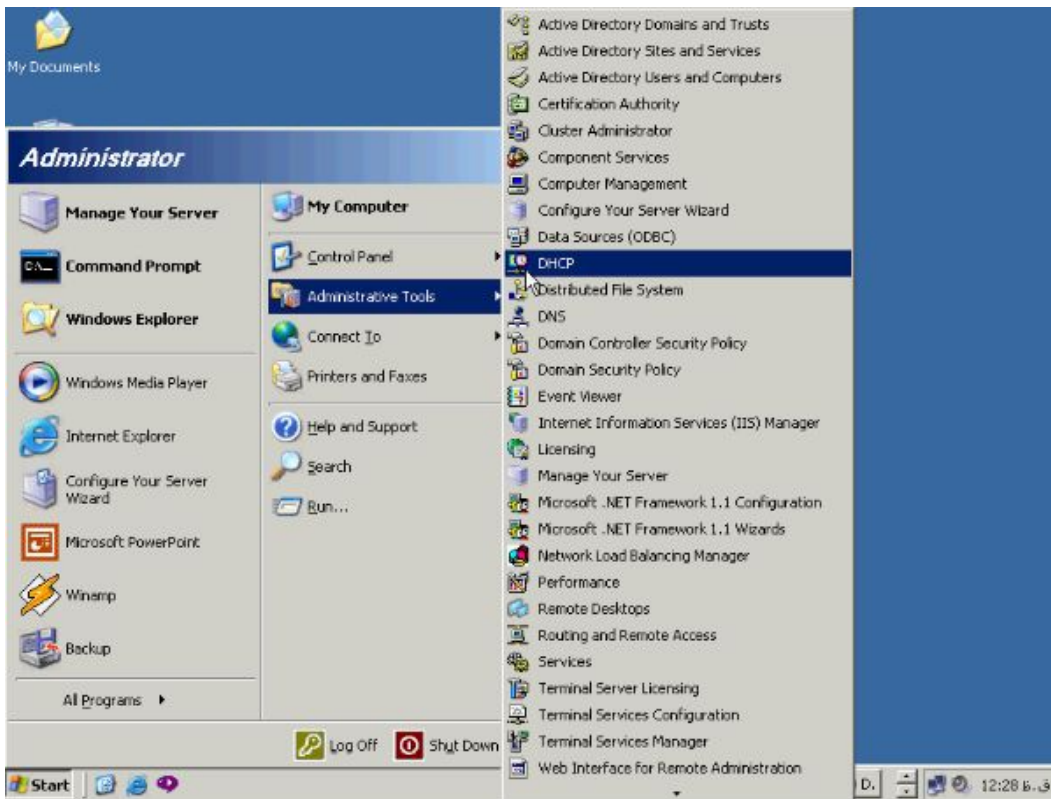 My Documents
Administrator
Manage Your Server
Command Prompt
Windows Explorer
Windows Media Player
Internet Explorer
Configure Your Server
Wizard
Microsoft PowerPoint
Winamp
Backup
All Programs
My Computer
Control Panel
Administrative Tools
Connect To
Printers and Faxes
Help and Support
Search
Run...
Log Off
Shut Down
Active Directory Domains and Trusts
Active Directory Sites and Services
Active Directory Users and Computers
Certification Authority
Cluster Administrator
Component Services
Computer Management
Configure Your Server Wizard
Data Sources (ODBC)
DHCP
Distributed File System
DNS
Domain Controller Security Policy
Domain Security Policy
Event Viewer
Internet Information Services (IIS) Manager
Licensing
Manage Your Server
Microsoft .NET Framework 1.1 Configuration
Microsoft .NET Framework 1.1 Wizards
Network Load Balancing Manager
Performance
Remote Desktops
Routing and Remote Access
Services
Terminal Server Licensing
Terminal Services Configuration
Terminal Services Manager
Web Interface for Remote Administration
Start
D.
12:28 ق.ظ